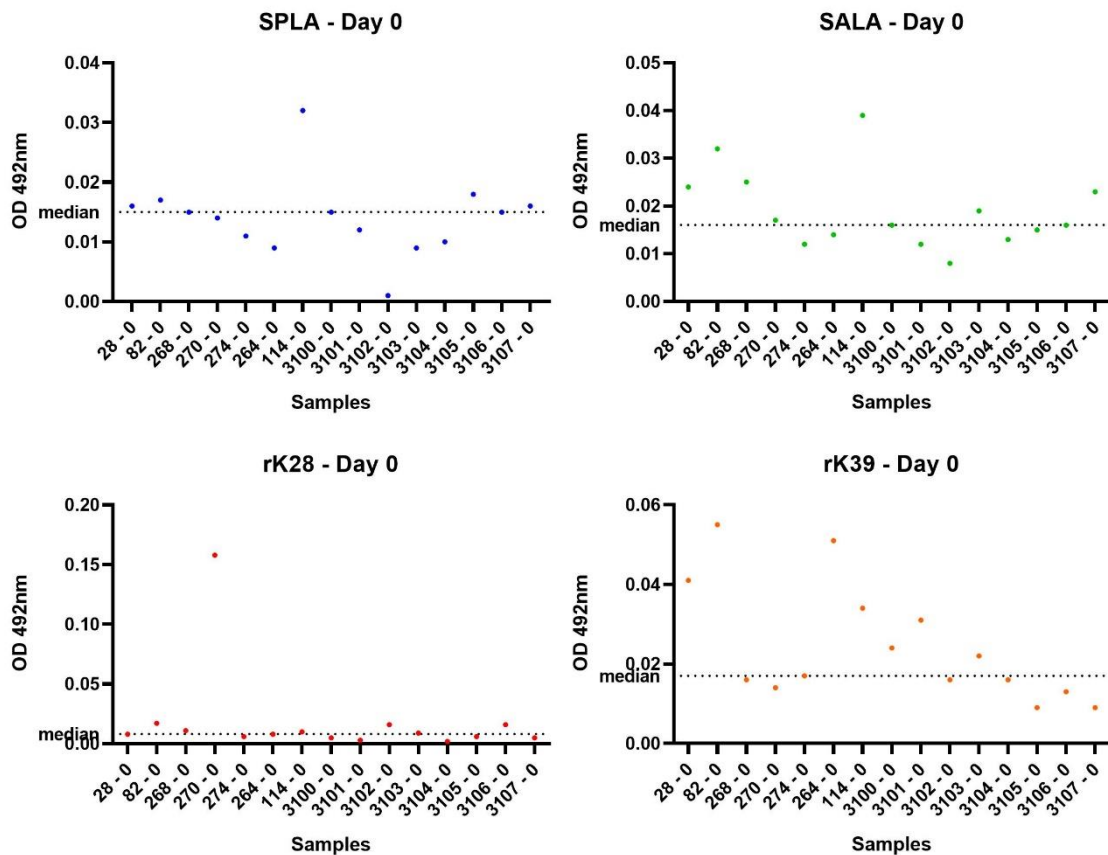 SPLA - Day 0
OD 492nm
0.04
0.03
0.02
median
0.01
0.00
28 - 0
82 - 0
268 - 0
270 - 0
274 - 0
264 - 0
114 - 0
3100 - 0
3101 - 0
3102 - 0
3103 - 0
3104 - 0
3105 - 0
3106 - 0
3107 - 0
Samples
SALA - Day 0
OD 492nm
0.05
0.04
0.03
0.02
median
0.01
0.00
28 - 0
82 - 0
268 - 0
270 - 0
274 - 0
264 - 0
114 - 0
3100 - 0
3101 - 0
3102 - 0
3103 - 0
3104 - 0
3105 - 0
3106 - 0
3107 - 0
Samples
rK28 - Day 0
OD 492nm
0.20
0.15
0.10
0.05
median
0.00
28 - 0
82 - 0
268 - 0
270 - 0
274 - 0
264 - 0
114 - 0
3100 - 0
3101 - 0
3102 - 0
3103 - 0
3104 - 0
3105 - 0
3106 - 0
3107 - 0
Samples
rK39 - Day 0
OD 492nm
0.06
0.04
0.02
median
0.00
28 - 0
82 - 0
268 - 0
270 - 0
274 - 0
264 - 0
114 - 0
3100 - 0
3101 - 0
3102 - 0
3103 - 0
3104 - 0
3105 - 0
3106 - 0
3107 - 0
Samples